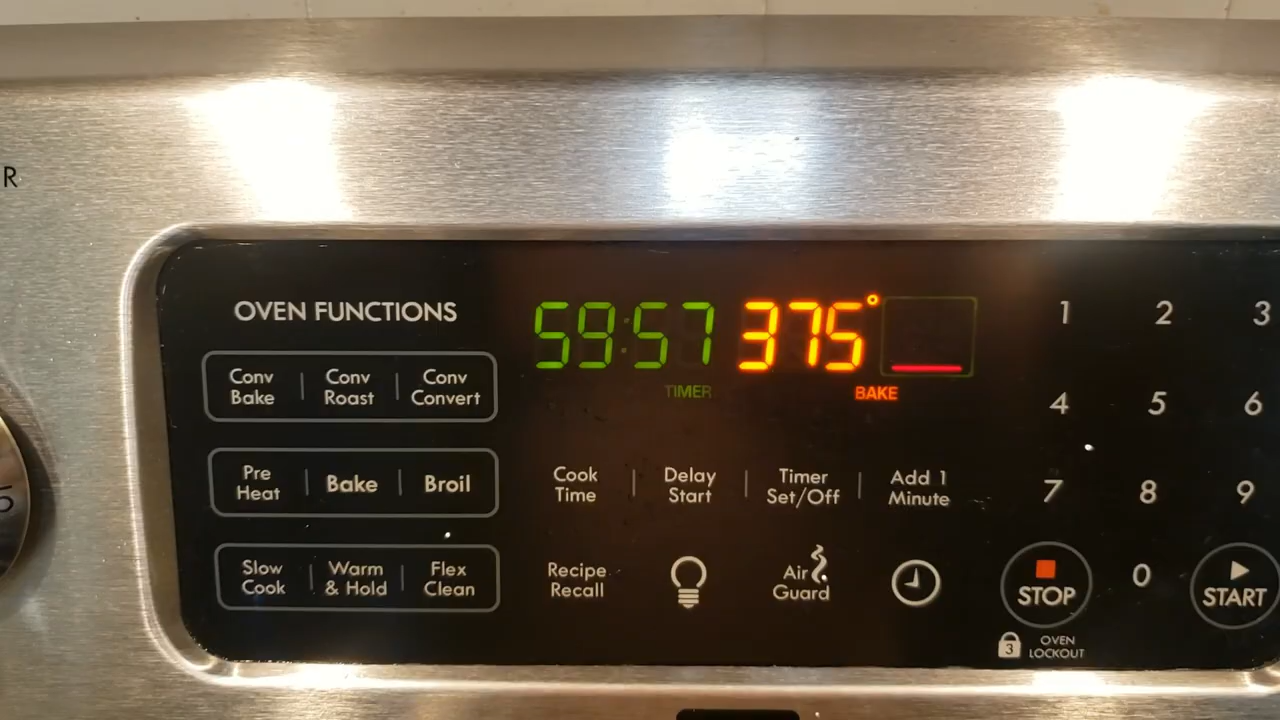 R
OVEN FUNCTIONS
59:57
375°
1
2
3
TIMER
BAKE
Conv Bake
Conv Roast
Conv Convert
4
5
6
Pre Heat
Bake
Broil
Cook Time
Delay Start
Timer Set/Off
Add 1 Minute
7
8
9
Slow Cook
Warm & Hold
Flex Clean
Recipe Recall
Air Guard
STOP
0
START
3
OVEN LOCKOUT